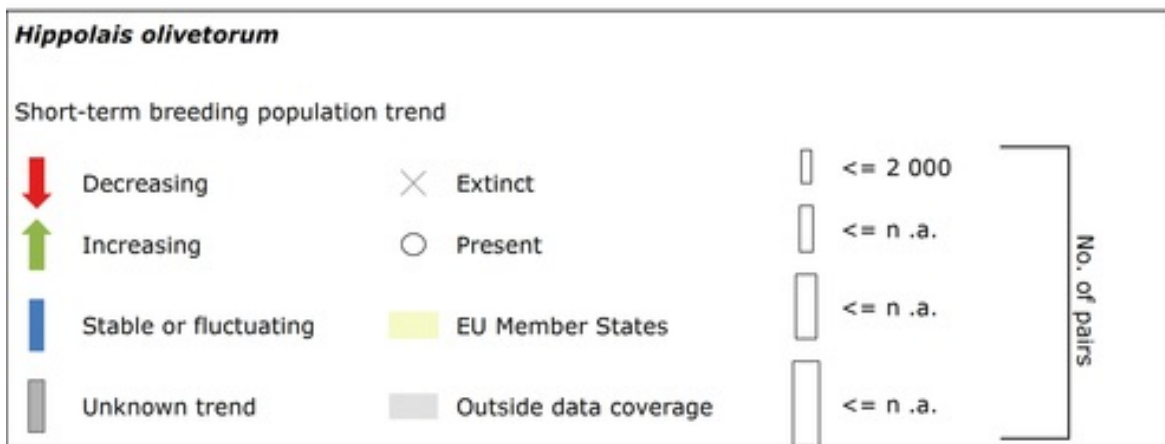 Hippolais olivetorum
Short-term breeding population trend
Decreasing
Extinct
<= 2 000
Increasing
Present
<= n .a.
Stable or fluctuating
EU Member States
<= n .a.
Unknown trend
Outside data coverage
<= n .a.
No. of pairs